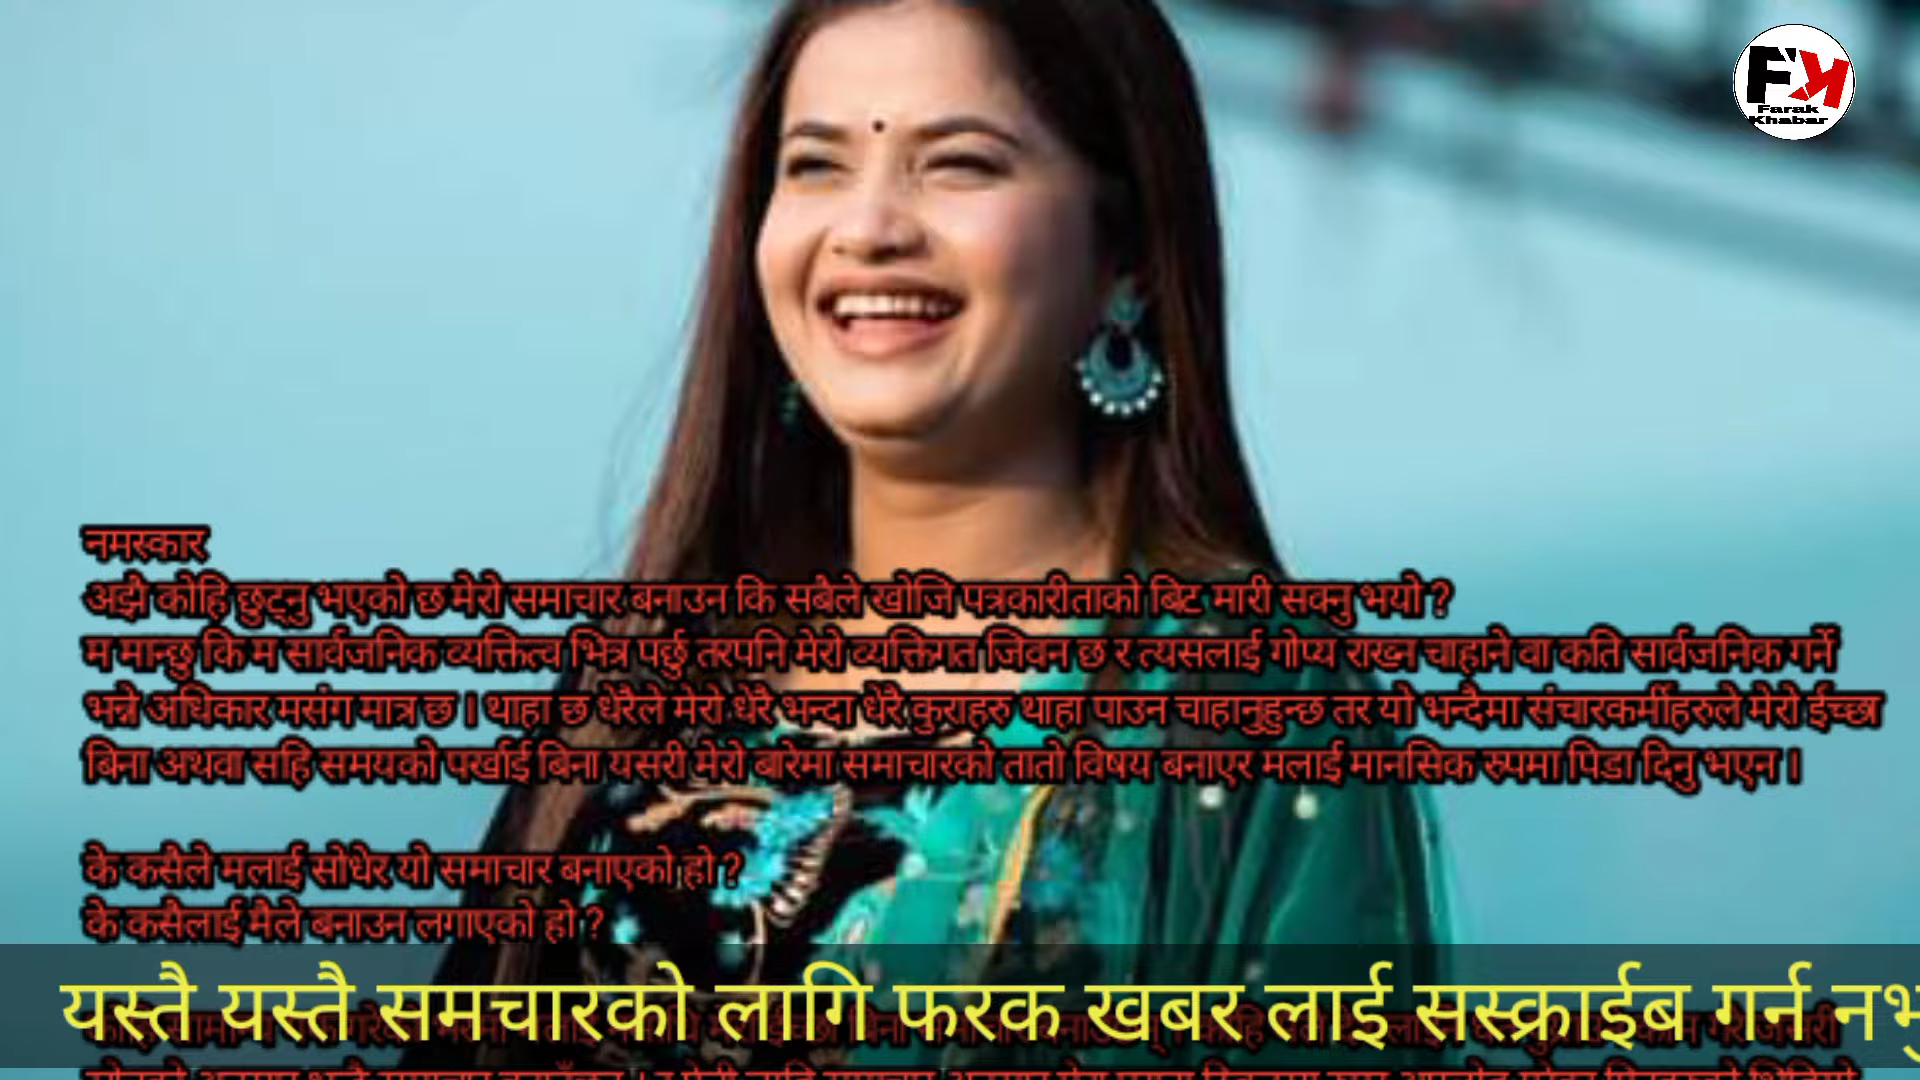 FK
Farak
Khabar
नमस्कार
अझै कोहि छुट्नु भएको छ मेरो समाचार बनाउन कि सबैले खोजि पत्रकारीताको बिट मारी सक्नु भयो ?
म मान्छु कि म सार्वजनिक व्यक्तित्व भित्र पर्छु तरपनि मेरो व्यक्तिगत जिवन छ र त्यसलाई गोप्य राख्न चाहाने वा कति सार्वजनिक गर्ने
भन्ने अधिकार मसंग मात्र छ । थाहा छ धेरैले मेरो धेरै भन्दा धेरै कुराहरु थाहा पाउन चाहानुहुन्छ तर यो भन्दैमा संचारकर्मीहरुले मेरो ईच्छा
बिना अथवा सहि समयको पर्खाई बिना यसरी मेरो बारेमा समाचारको तातो विषय बनाएर मलाई मानसिक रुपमा पिडा दिनु भएन ।
के कसैले मलाई सोधेर यो समाचार बनाएको हो ?
के कसैलाई मैले बनाउन लगाएको हो ?
यस्तै यस्तै समचारको लागि फरक खबर लाई सस्क्राईब गर्न